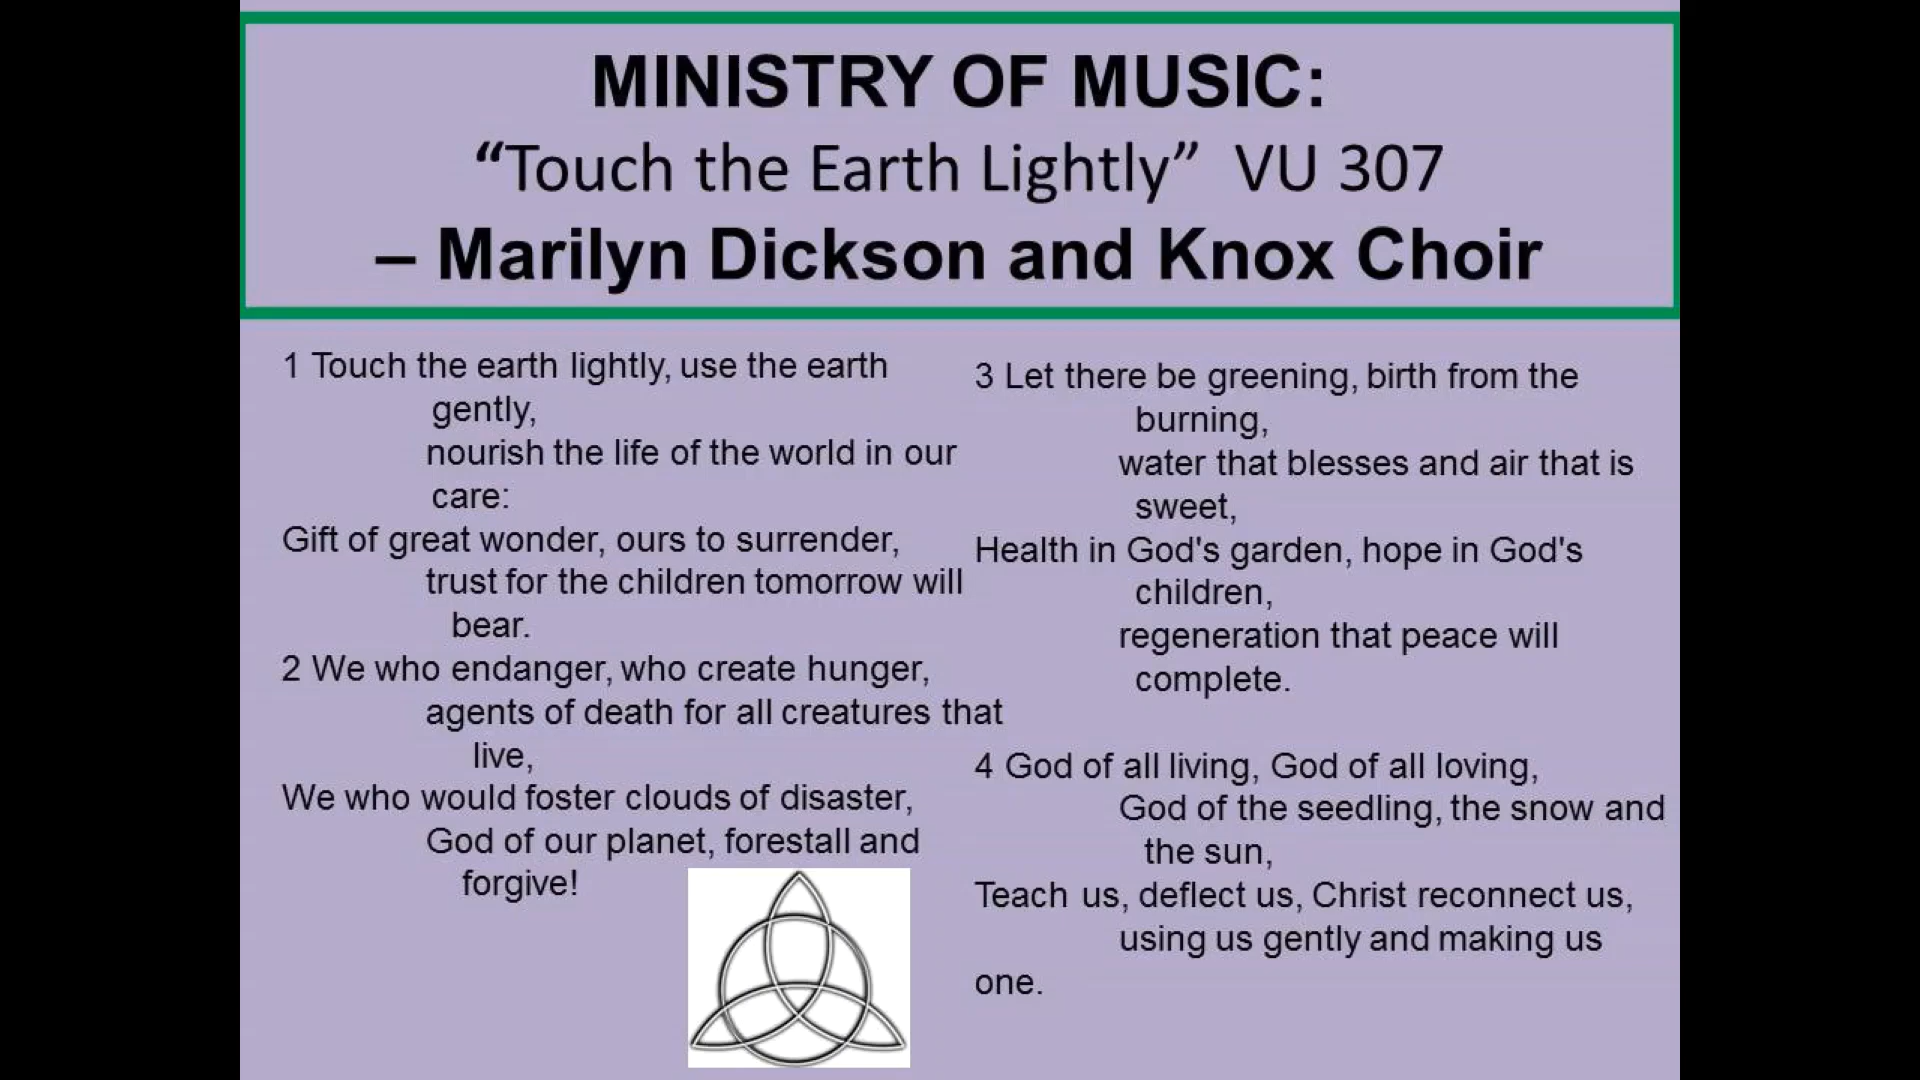 MINISTRY OF MUSIC:
“Touch the Earth Lightly” VU 307
– Marilyn Dickson and Knox Choir
1 Touch the earth lightly, use the earth
gently,
nourish the life of the world in our
care:
Gift of great wonder, ours to surrender,
trust for the children tomorrow will
bear.
2 We who endanger, who create hunger,
agents of death for all creatures that
live,
We who would foster clouds of disaster,
God of our planet, forestall and
forgive!
3 Let there be greening, birth from the
burning,
water that blesses and air that is
sweet,
Health in God's garden, hope in God's
children,
regeneration that peace will
complete.
4 God of all living, God of all loving,
God of the seedling, the snow and
the sun,
Teach us, deflect us, Christ reconnect us,
using us gently and making us
one.